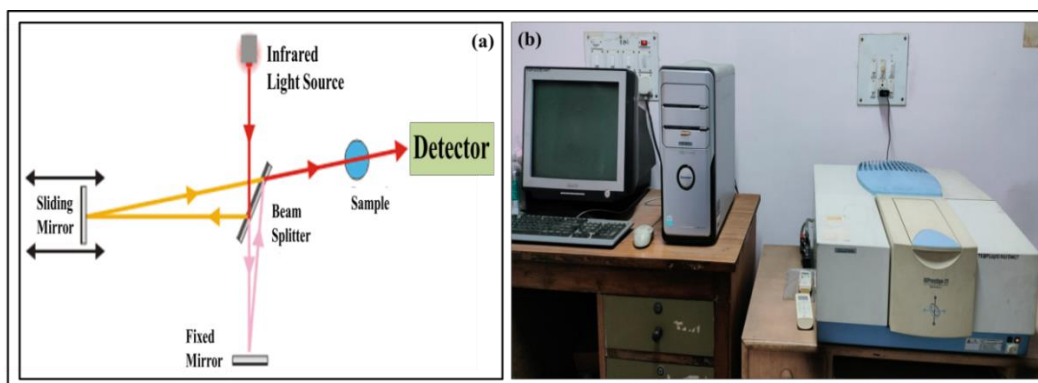 (a)
Infrared
Light Source
Detector
Sliding
Mirror
Sample
Beam
Splitter
Fixed
Mirror
(b)